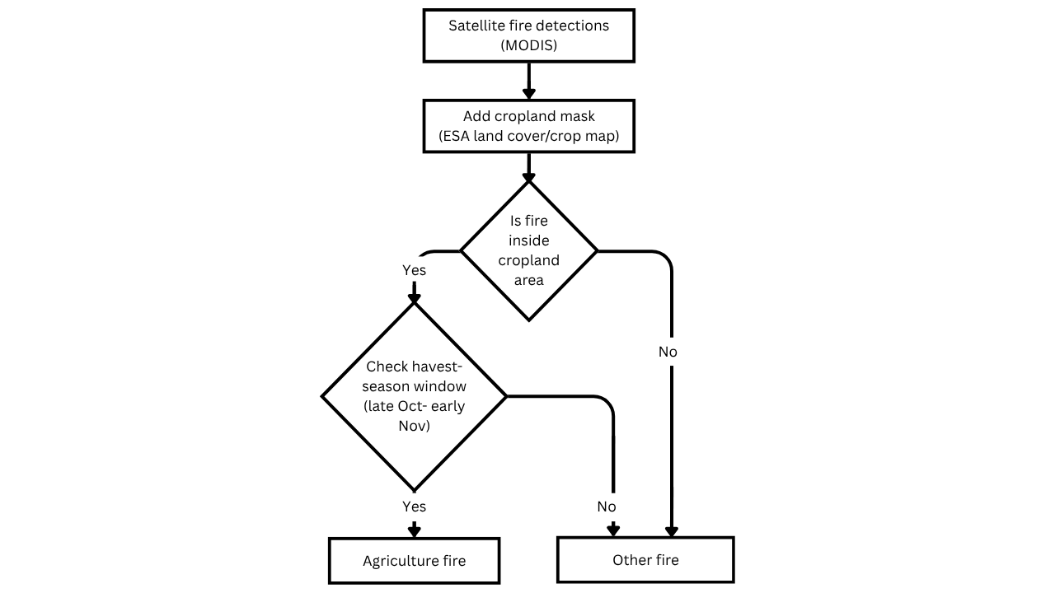 Satellite fire detections
(MODIS)
Add cropland mask
(ESA land cover/crop map)
Is fire
inside
cropland
area
Yes
No
Check havest-
season window
(late Oct- early
Nov)
Yes
No
Agriculture fire
Other fire